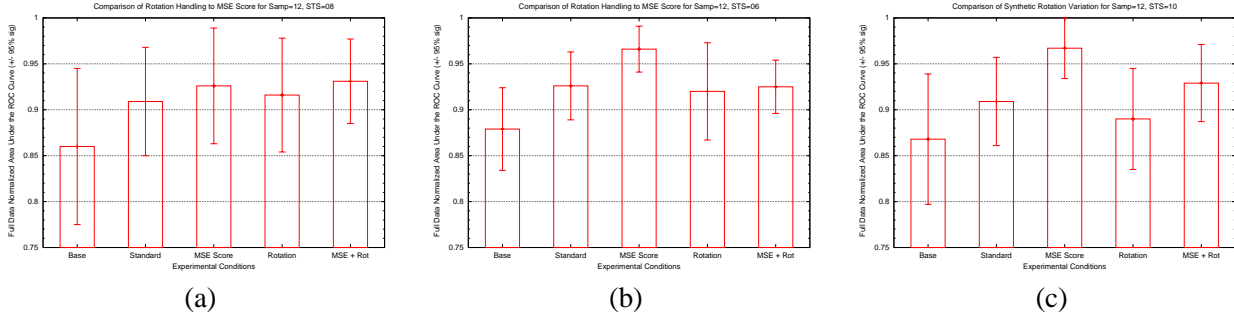 Comparison of Rotation Handling to MSE Score for Samp=12, STS=08
Full Data Normalized Area Under the ROC Curve (+/- 95% sig)
1
0.95
0.9
0.85
0.8
0.75
Base Standard MSE Score Rotation MSE + Rot
Experimental Conditions
(a)
Comparison of Rotation Handling to MSE Score for Samp=12, STS=06
Full Data Normalized Area Under the ROC Curve (+/- 95% sig)
1
0.95
0.9
0.85
0.8
0.75
Base Standard MSE Score Rotation MSE + Rot
Experimental Conditions
(b)
Comparison of Synthetic Rotation Variation for Samp=12, STS=10
Full Data Normalized Area Under the ROC Curve (+/- 95% sig)
1
0.95
0.9
0.85
0.8
0.75
Base Standard MSE Score Rotation MSE + Rot
Experimental Conditions
(c)